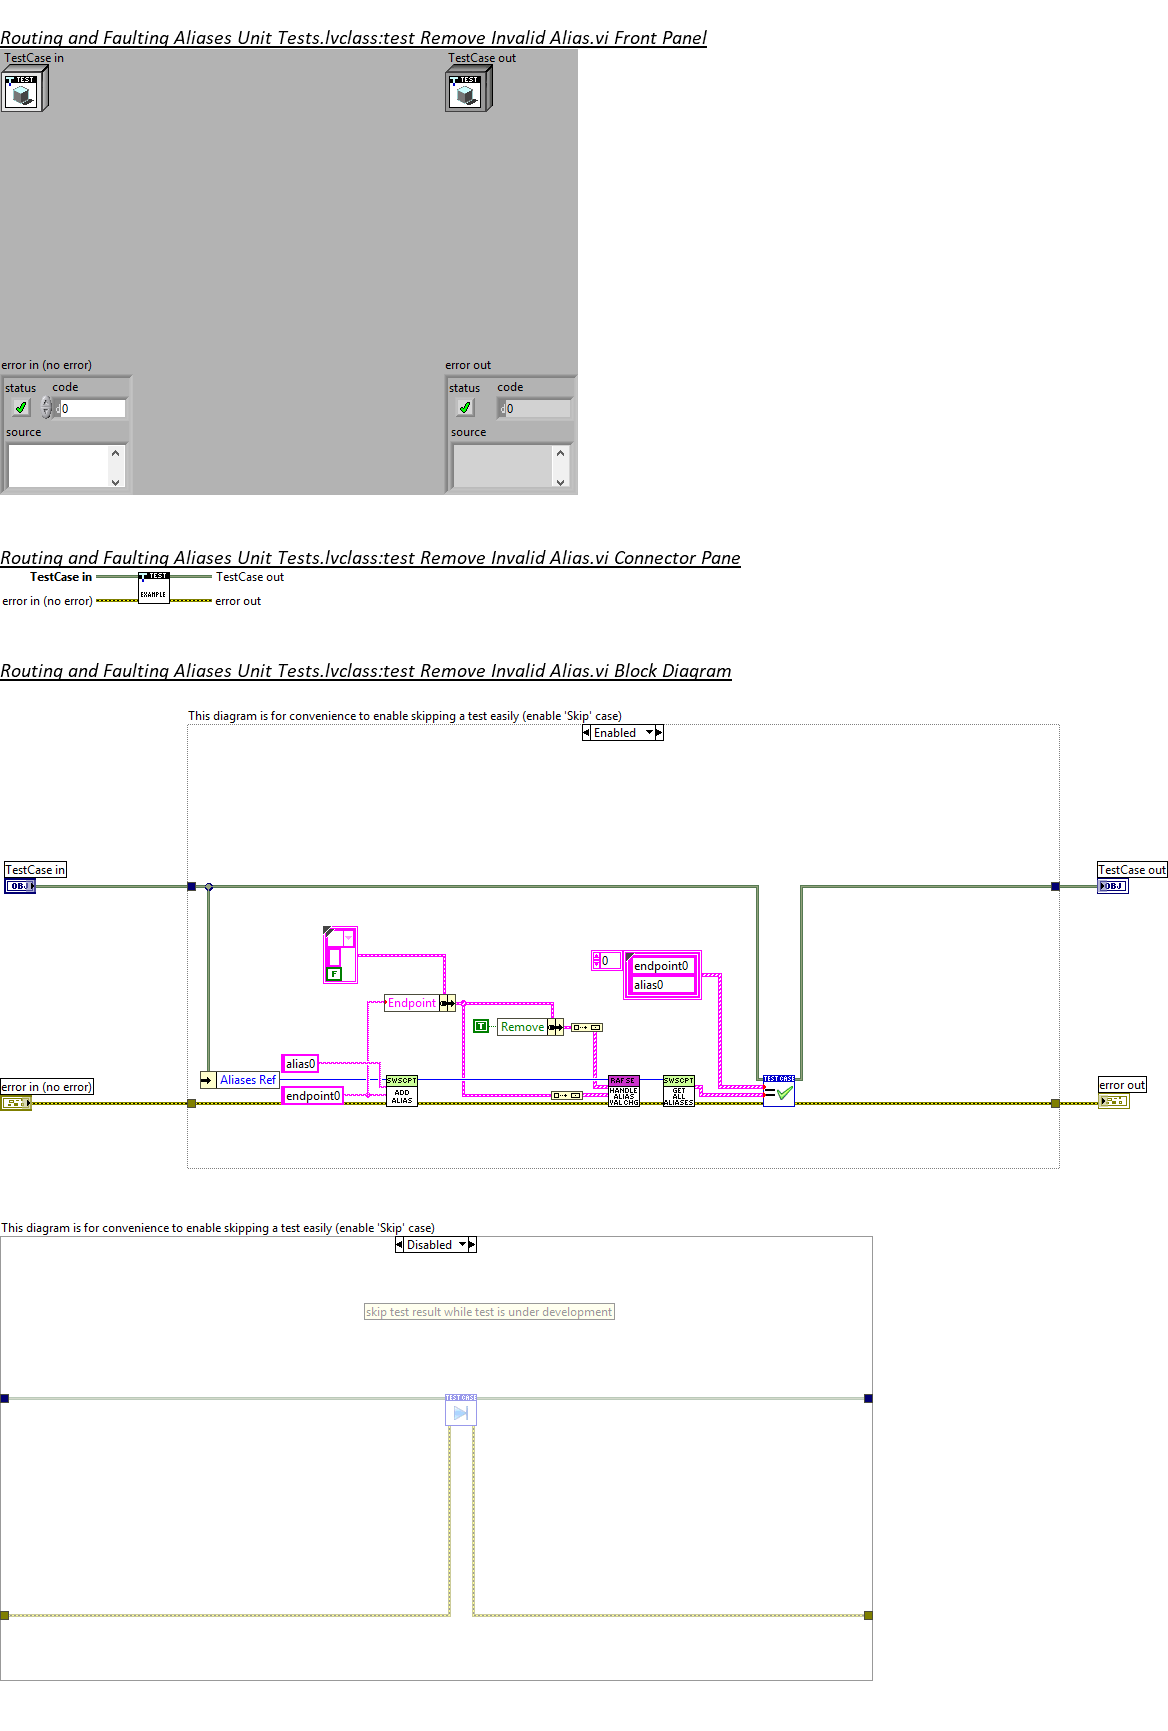 Routing and Faulting Aliases Unit Tests.lvclass:test Remove Invalid Alias.vi Front Panel
TestCase in
TestCase out
TEST
TEST
error in (no error)
error out
status code
status code
0
0
source
source
Routing and Faulting Aliases Unit Tests.lvclass:test Remove Invalid Alias.vi Connector Pane
TestCase in
TEST
EXAMPLE
TestCase out
error in (no error)
error out
Routing and Faulting Aliases Unit Tests.lvclass:test Remove Invalid Alias.vi Block Diagram
This diagram is for convenience to enable skipping a test easily (enable 'Skip' case)
Enabled
TestCase in
OBJ
TestCase out
OBJ
F
0
endpoint0
alias0
Endpoint
T
Remove
alias0
Aliases Ref
endpoint0
SWSCPT
ADD
ALIAS
RAFSE
HANDLE
ALIAS
VAL CHG
SWSCPT
GET
ALL
ALIASES
TEST CASE
error in (no error)
error out
This diagram is for convenience to enable skipping a test easily (enable 'Skip' case)
Disabled
skip test result while test is under development
TEST CASE